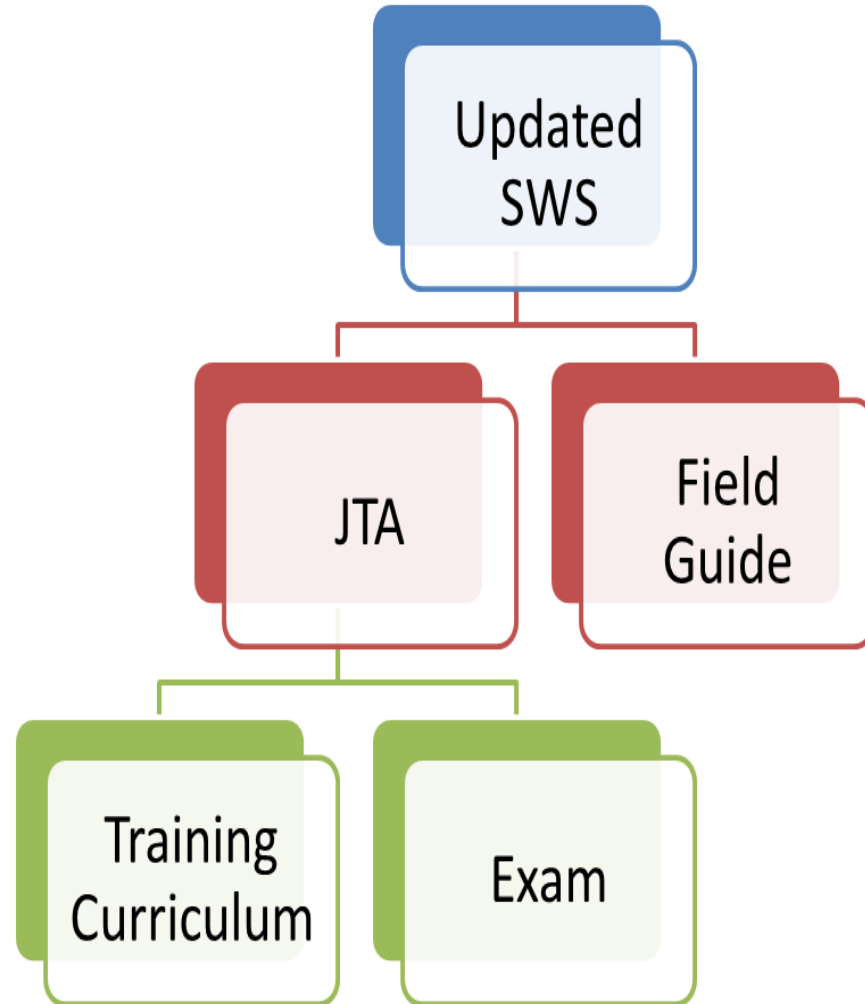 Updated
SWS
JTA
Field
Guide
Training
Curriculum
Exam